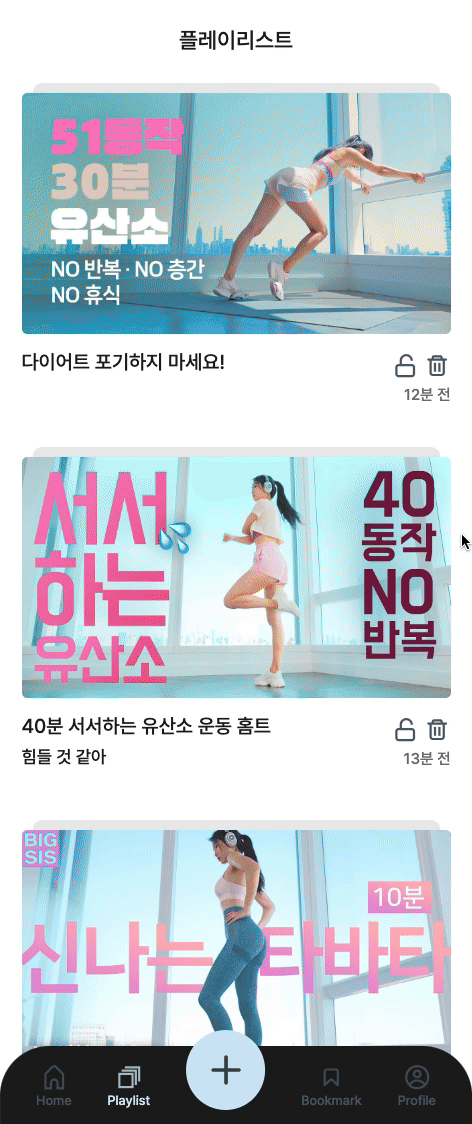 플레이리스트
51동작
30분
유산소
NO 반복 · NO 층간
NO 휴식
다이어트 포기하지 마세요!
12분 전
서서
하는
유산소
40
동작
NO
반복
40분 서서하는 유산소 운동 홈트
힘들 것 같아
13분 전
BIG
SIS
10분
신나는 타바타
Home
Playlist
Bookmark
Profile